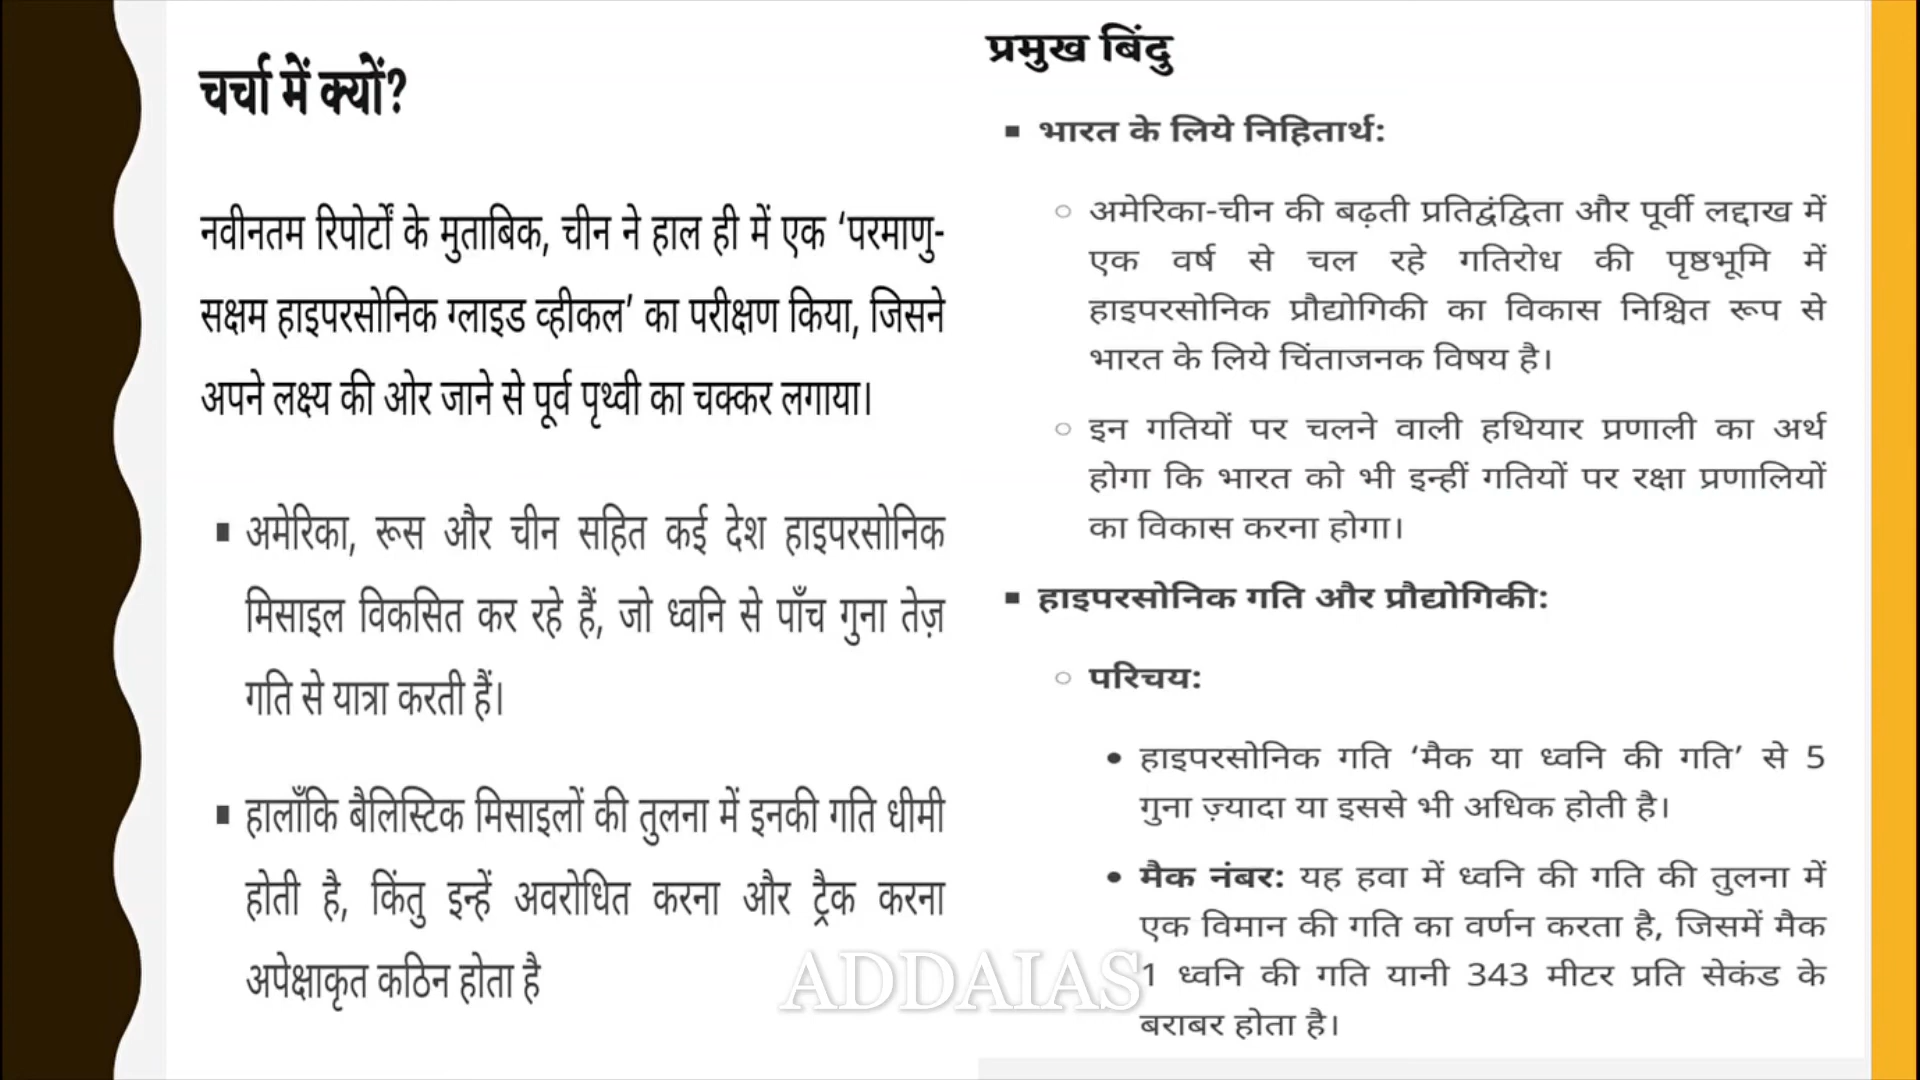 चर्चा में क्यों?
नवीनतम रिपोर्टों के मुताबिक, चीन ने हाल ही में एक ‘परमाणु-
सक्षम हाइपरसोनिक ग्लाइड व्हीकल’ का परीक्षण किया, जिसने
अपने लक्ष्य की ओर जाने से पूर्व पृथ्वी का चक्कर लगाया।
▪ अमेरिका, रूस और चीन सहित कई देश हाइपरसोनिक
मिसाइल विकसित कर रहे हैं, जो ध्वनि से पाँच गुना तेज़
गति से यात्रा करती हैं।
▪ हालाँकि बैलिस्टिक मिसाइलों की तुलना में इनकी गति धीमी
होती है, किंतु इन्हें अवरोधित करना और ट्रैक करना
अपेक्षाकृत कठिन होता है
प्रमुख बिंदु
▪ भारत के लिये निहितार्थ:
○ अमेरिका-चीन की बढ़ती प्रतिद्वंद्विता और पूर्वी लद्दाख में
एक वर्ष से चल रहे गतिरोध की पृष्ठभूमि में
हाइपरसोनिक प्रौद्योगिकी का विकास निश्चित रूप से
भारत के लिये चिंताजनक विषय है।
○ इन गतियों पर चलने वाली हथियार प्रणाली का अर्थ
होगा कि भारत को भी इन्हीं गतियों पर रक्षा प्रणालियों
का विकास करना होगा।
▪ हाइपरसोनिक गति और प्रौद्योगिकी:
○ परिचय:
• हाइपरसोनिक गति ‘मैक या ध्वनि की गति’ से 5
गुना ज़्यादा या इससे भी अधिक होती है।
• मैक नंबर: यह हवा में ध्वनि की गति की तुलना में
एक विमान की गति का वर्णन करता है, जिसमें मैक
1 ध्वनि की गति यानी 343 मीटर प्रति सेकंड के
बराबर होता है।
ADDAIAS